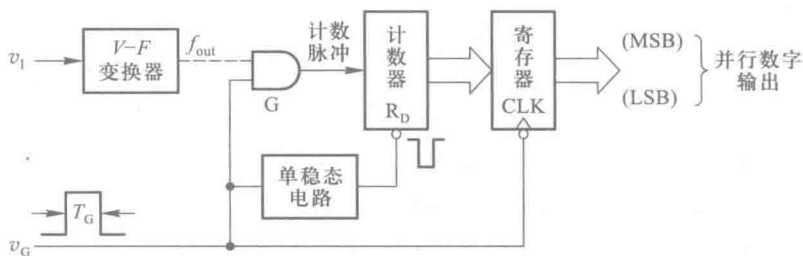 v_I
V-F
变换器
f_out
G
计数
脉冲
计数器
R_D
寄存器
CLK
(MSB)
(LSB)
并行数字
输出
单稳态
电路
T_G
v_G